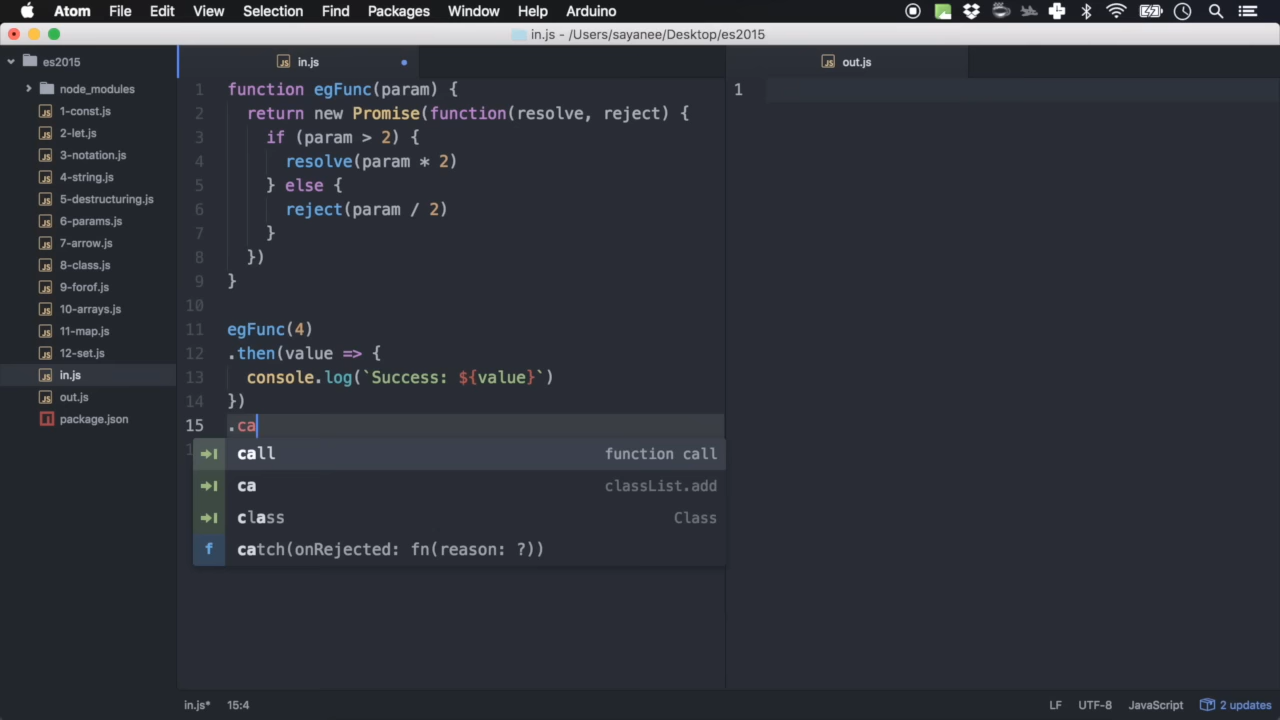 Atom File Edit View Selection Find Packages Window Help Arduino
in.js - /Users/sayanee/Desktop/es2015
es2015
node_modules
1-const.js
2-let.js
3-notation.js
4-string.js
5-destructuring.js
6-params.js
7-arrow.js
8-class.js
9-forof.js
10-arrays.js
11-map.js
12-set.js
in.js
out.js
package.json
in.js
1 function egFunc(param) {
2 return new Promise(function(resolve, reject) {
3 if (param > 2) {
4 resolve(param * 2)
5 } else {
6 reject(param / 2)
7 }
8 })
9 }
10
11 egFunc(4)
12 .then(value => {
13 console.log(`Success: ${value}`)
14 })
15 .ca
call function call
ca classList.add
class Class
f catch(onRejected: fn(reason: ?))
out.js
1
in.js* 15:4 LF UTF-8 JavaScript 2 updates